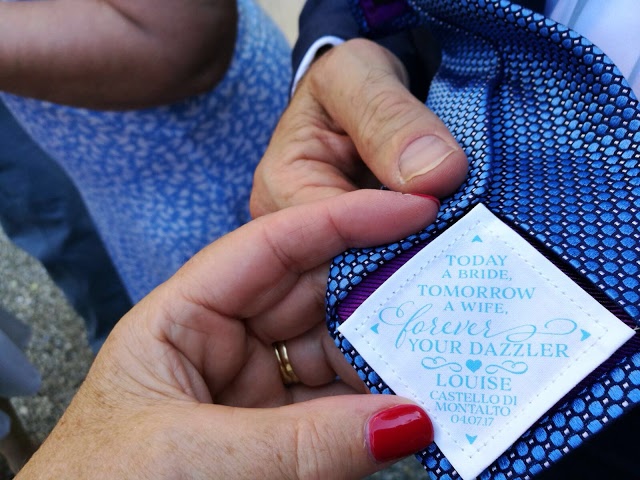 TODAY
A BRIDE,
TOMORROW
A WIFE,
forever
YOUR DAZZLER
LOUISE
CASTELLO DI
MONTALTO
04.07.17